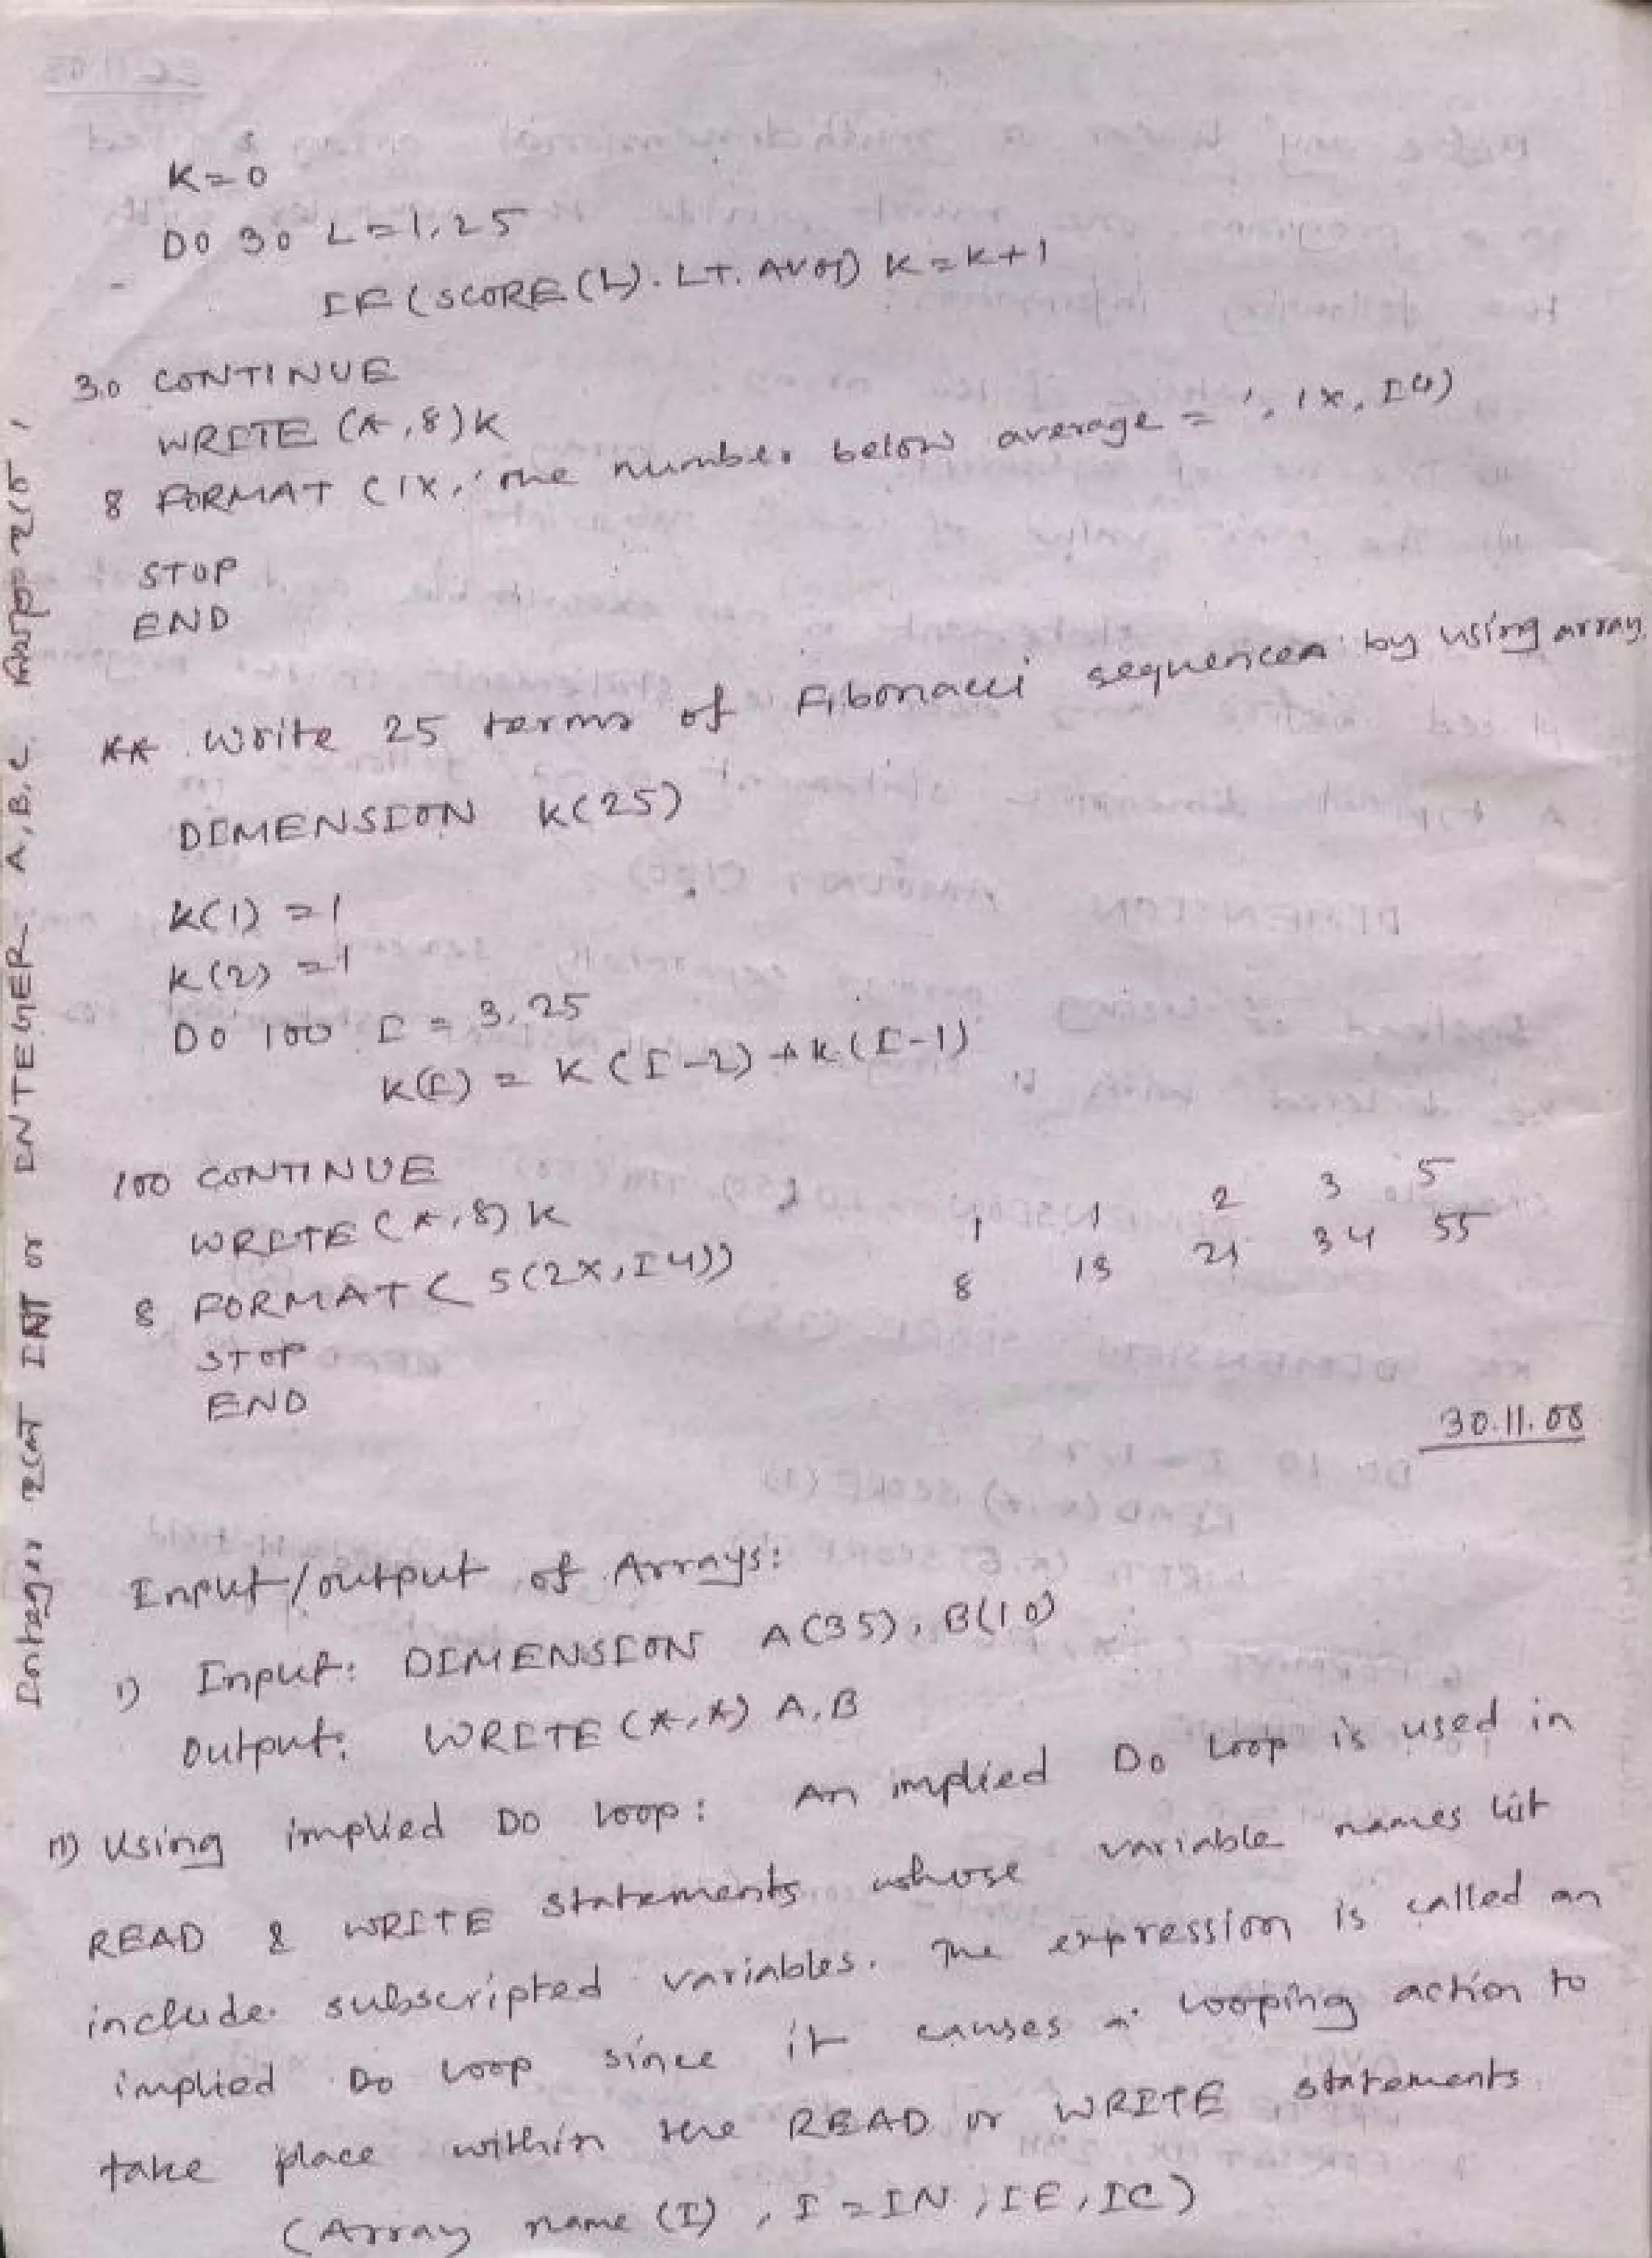 K=0
DO 30 L=1,25
IF(SCORE(L).LT.AVG) K=K+1
30 CONTINUE
WRITE (*,8)K
8 FORMAT (1X,'The number below average =',1X,I4)
STOP
END
** Write 25 terms of Fibonacci by using array.
DIMENSION K(25)
K(1)=1
K(2)=1
DO 100 I = 3,25
K(I) = K(I-2)+K(I-1)
100 CONTINUE
WRITE(*,8)K
8 FORMAT(5(2X,I4))
STOP
END
1 1 2 3 5
8 13 21 34 55
30.11.08
Input/output of Arrays:
i) Input: DIMENSION A(35), B(10)
Output: WRITE(*,*) A,B
ii) Using implied DO loop: An implied Do loop is used in
READ & WRITE statements whose variable names list
include subscripted variables. The expression is called an
implied Do loop since it causes a looping action to
take place within the READ or WRITE statements
(Array name (I), I=IN, IE, IC)
Integer INT or INTEGER A,B,C